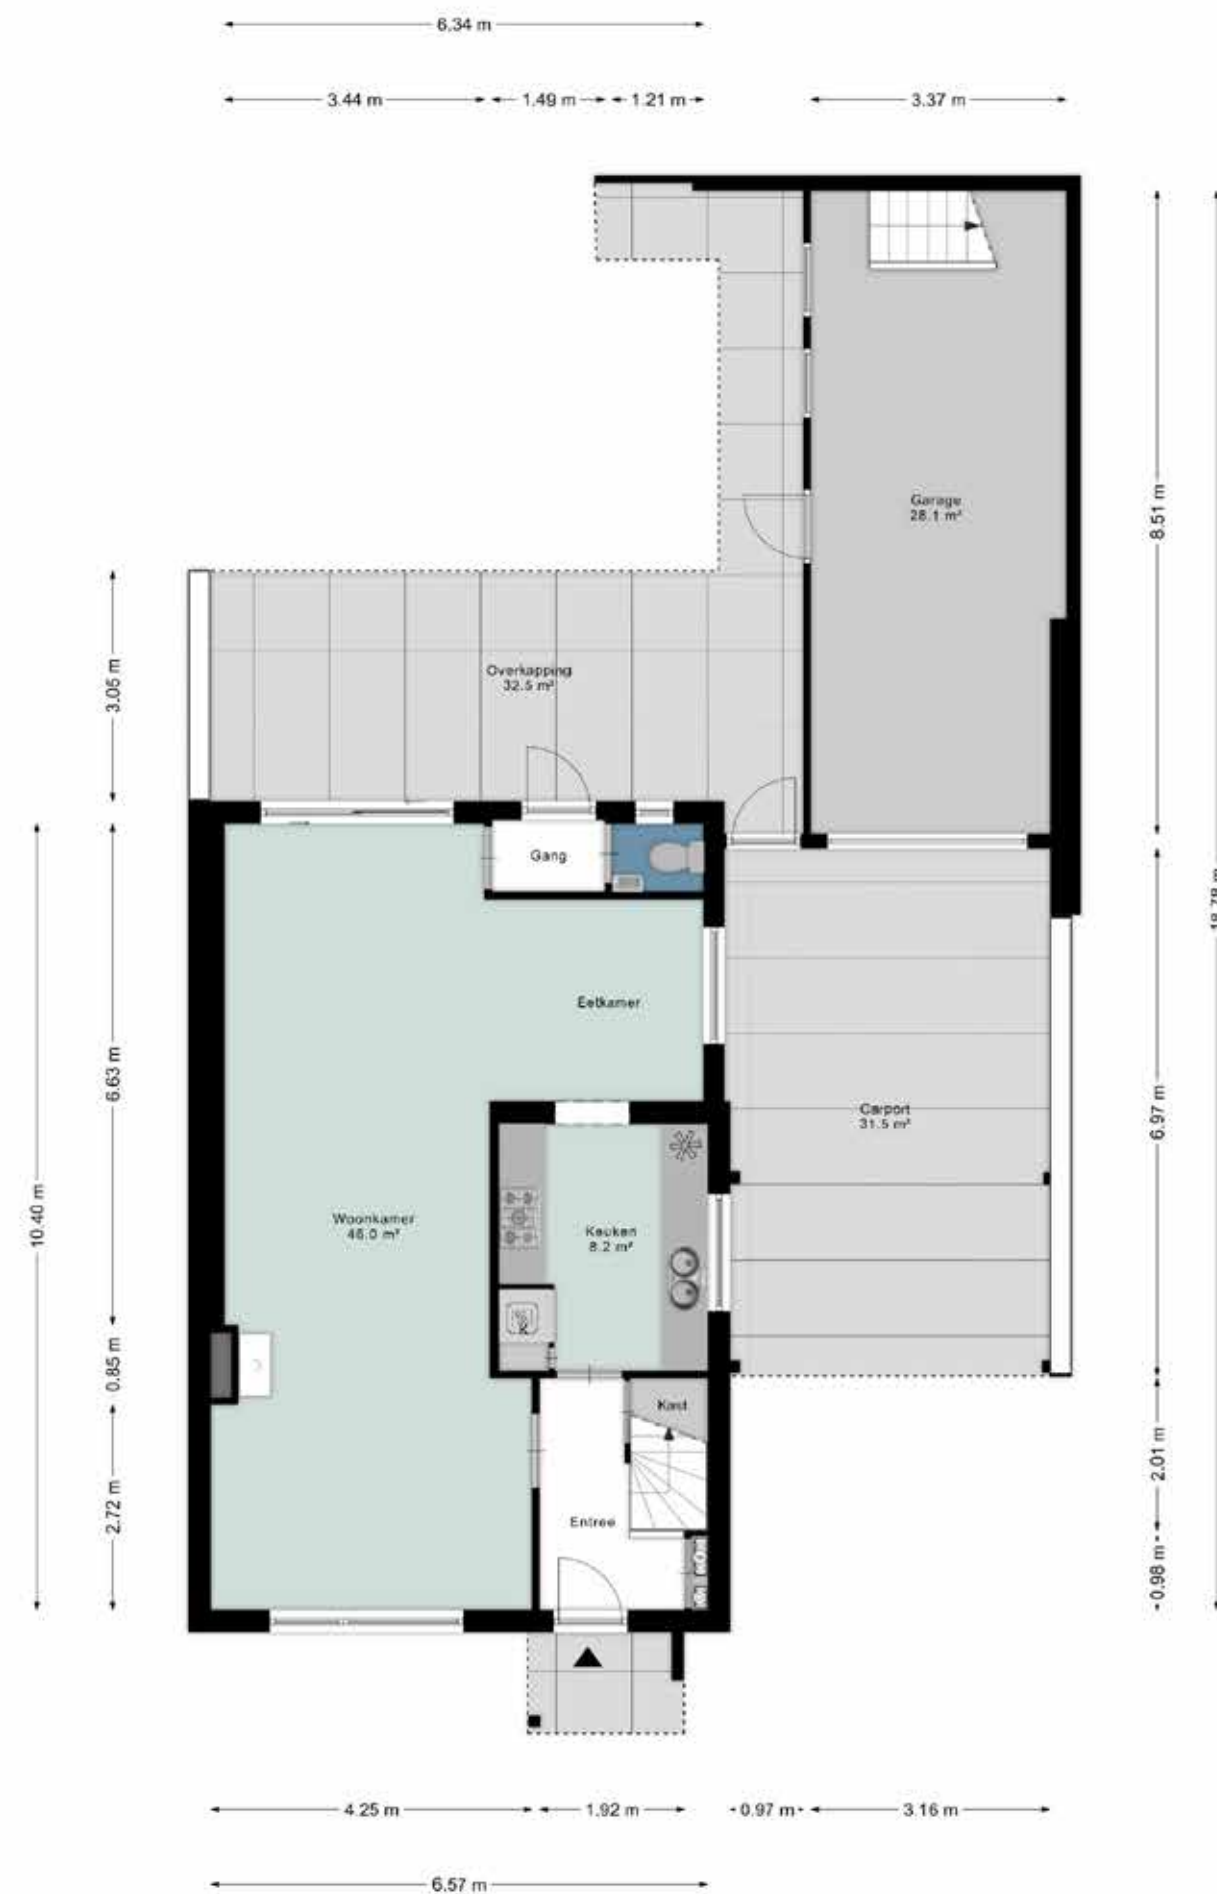 6.34 m
3.44 m
1.49 m
1.21 m
3.37 m
Garage
28.1 m²
8.51 m
18.78 m
Overkapping
32.5 m²
3.05 m
Gang
Eetkamer
6.63 m
Carport
31.5 m²
6.97 m
10.40 m
Woonkamer
46.0 m²
Keuken
8.2 m²
K
0.85 m
Kast
2.01 m
2.72 m
Entree
0.98 m
4.25 m
1.92 m
0.97 m
3.16 m
6.57 m